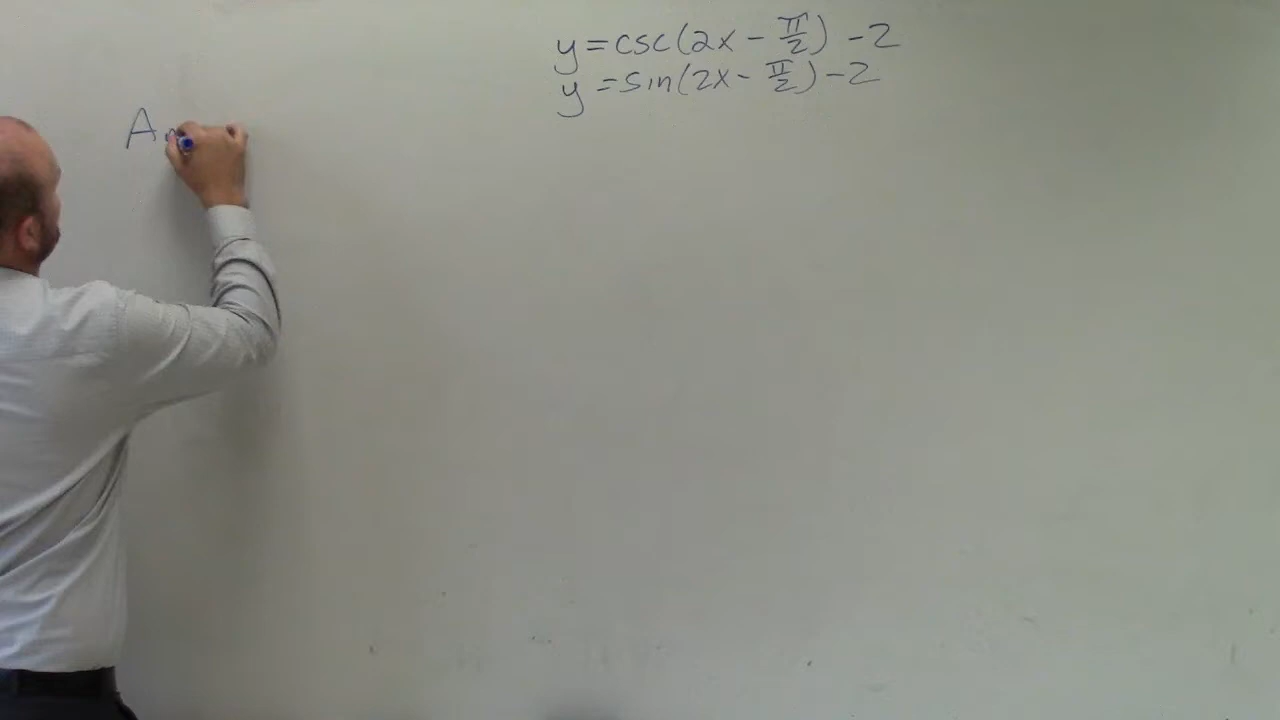 y = csc(2x - π/2) - 2
y = sin(2x - π/2) - 2
A